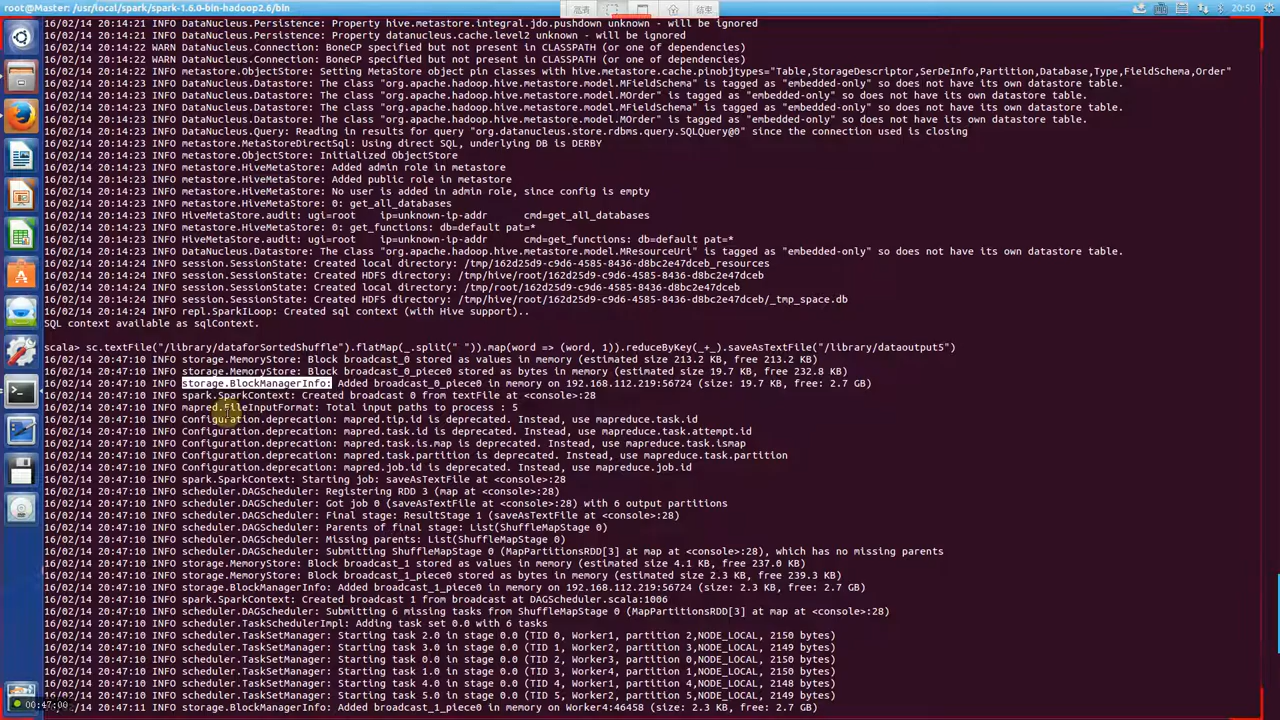 root@Master: /usr/local/spark/spark-1.6.0-bin-hadoop2.6/bin
高清
结束
20:50
16/02/14 20:14:21 INFO DataNucleus.Persistence: Property hive.metastore.integral.jdo.pushdown unknown - will be ignored
16/02/14 20:14:21 INFO DataNucleus.Persistence: Property datanucleus.cache.level2 unknown - will be ignored
16/02/14 20:14:22 WARN DataNucleus.Connection: BoneCP specified but not present in CLASSPATH (or one of dependencies)
16/02/14 20:14:22 WARN DataNucleus.Connection: BoneCP specified but not present in CLASSPATH (or one of dependencies)
16/02/14 20:14:23 INFO metastore.ObjectStore: Setting MetaStore object pin classes with hive.metastore.cache.pinobjtypes="Table,StorageDescriptor,SerDeInfo,Partition,Database,Type,FieldSchema,Order"
16/02/14 20:14:23 INFO DataNucleus.Datastore: The class "org.apache.hadoop.hive.metastore.model.MFieldSchema" is tagged as "embedded-only" so does not have its own datastore table.
16/02/14 20:14:23 INFO DataNucleus.Datastore: The class "org.apache.hadoop.hive.metastore.model.MOrder" is tagged as "embedded-only" so does not have its own datastore table.
16/02/14 20:14:23 INFO DataNucleus.Datastore: The class "org.apache.hadoop.hive.metastore.model.MFieldSchema" is tagged as "embedded-only" so does not have its own datastore table.
16/02/14 20:14:23 INFO DataNucleus.Datastore: The class "org.apache.hadoop.hive.metastore.model.MOrder" is tagged as "embedded-only" so does not have its own datastore table.
16/02/14 20:14:23 INFO DataNucleus.Query: Reading in results for query "org.datanucleus.store.rdbms.query.SQLQuery@0" since the connection used is closing
16/02/14 20:14:23 INFO metastore.MetaStoreDirectSql: Using direct SQL, underlying DB is DERBY
16/02/14 20:14:23 INFO metastore.ObjectStore: Initialized ObjectStore
16/02/14 20:14:23 INFO metastore.HiveMetaStore: Added admin role in metastore
16/02/14 20:14:23 INFO metastore.HiveMetaStore: Added public role in metastore
16/02/14 20:14:23 INFO metastore.HiveMetaStore: No user is added in admin role, since config is empty
16/02/14 20:14:23 INFO metastore.HiveMetaStore: 0: get_all_databases
16/02/14 20:14:23 INFO HiveMetaStore.audit: ugi=root ip=unknown-ip-addr cmd=get_all_databases
16/02/14 20:14:23 INFO metastore.HiveMetaStore: 0: get_functions: db=default pat=*
16/02/14 20:14:23 INFO HiveMetaStore.audit: ugi=root ip=unknown-ip-addr cmd=get_functions: db=default pat=*
16/02/14 20:14:23 INFO DataNucleus.Datastore: The class "org.apache.hadoop.hive.metastore.model.MResourceUri" is tagged as "embedded-only" so does not have its own datastore table.
16/02/14 20:14:24 INFO session.SessionState: Created local directory: /tmp/162d25d9-c9d6-4585-8436-d8bc2e47dceb_resources
16/02/14 20:14:24 INFO session.SessionState: Created HDFS directory: /tmp/hive/root/162d25d9-c9d6-4585-8436-d8bc2e47dceb
16/02/14 20:14:24 INFO session.SessionState: Created local directory: /tmp/root/162d25d9-c9d6-4585-8436-d8bc2e47dceb
16/02/14 20:14:24 INFO session.SessionState: Created HDFS directory: /tmp/hive/root/162d25d9-c9d6-4585-8436-d8bc2e47dceb/_tmp_space.db
16/02/14 20:14:24 INFO repl.SparkILoop: Created sql context (with Hive support)..
SQL context available as sqlContext.
scala> sc.textFile("/library/dataforSortedShuffle").flatMap(_.split(" ")).map(word => (word, 1)).reduceByKey(_+_).saveAsTextFile("/library/dataoutput5")
16/02/14 20:47:10 INFO storage.MemoryStore: Block broadcast_0 stored as values in memory (estimated size 213.2 KB, free 213.2 KB)
16/02/14 20:47:10 INFO storage.MemoryStore: Block broadcast_0_piece0 stored as bytes in memory (estimated size 19.7 KB, free 232.8 KB)
16/02/14 20:47:10 INFO storage.BlockManagerInfo: Added broadcast_0_piece0 in memory on 192.168.112.219:56724 (size: 19.7 KB, free: 2.7 GB)
16/02/14 20:47:10 INFO spark.SparkContext: Created broadcast 0 from textFile at <console>:28
16/02/14 20:47:10 INFO mapred.FileInputFormat: Total input paths to process : 5
16/02/14 20:47:10 INFO Configuration.deprecation: mapred.tip.id is deprecated. Instead, use mapreduce.task.id
16/02/14 20:47:10 INFO Configuration.deprecation: mapred.task.id is deprecated. Instead, use mapreduce.task.attempt.id
16/02/14 20:47:10 INFO Configuration.deprecation: mapred.task.is.map is deprecated. Instead, use mapreduce.task.ismap
16/02/14 20:47:10 INFO Configuration.deprecation: mapred.task.partition is deprecated. Instead, use mapreduce.task.partition
16/02/14 20:47:10 INFO Configuration.deprecation: mapred.job.id is deprecated. Instead, use mapreduce.job.id
16/02/14 20:47:10 INFO spark.SparkContext: Starting job: saveAsTextFile at <console>:28
16/02/14 20:47:10 INFO scheduler.DAGScheduler: Registering RDD 3 (map at <console>:28)
16/02/14 20:47:10 INFO scheduler.DAGScheduler: Got job 0 (saveAsTextFile at <console>:28) with 6 output partitions
16/02/14 20:47:10 INFO scheduler.DAGScheduler: Final stage: ResultStage 1 (saveAsTextFile at <console>:28)
16/02/14 20:47:10 INFO scheduler.DAGScheduler: Parents of final stage: List(ShuffleMapStage 0)
16/02/14 20:47:10 INFO scheduler.DAGScheduler: Missing parents: List(ShuffleMapStage 0)
16/02/14 20:47:10 INFO scheduler.DAGScheduler: Submitting ShuffleMapStage 0 (MapPartitionsRDD[3] at map at <console>:28), which has no missing parents
16/02/14 20:47:10 INFO storage.MemoryStore: Block broadcast_1 stored as values in memory (estimated size 4.1 KB, free 237.0 KB)
16/02/14 20:47:10 INFO storage.MemoryStore: Block broadcast_1_piece0 stored as bytes in memory (estimated size 2.3 KB, free 239.3 KB)
16/02/14 20:47:10 INFO storage.BlockManagerInfo: Added broadcast_1_piece0 in memory on 192.168.112.219:56724 (size: 2.3 KB, free: 2.7 GB)
16/02/14 20:47:10 INFO spark.SparkContext: Created broadcast 1 from broadcast at DAGScheduler.scala:1006
16/02/14 20:47:10 INFO scheduler.DAGScheduler: Submitting 6 missing tasks from ShuffleMapStage 0 (MapPartitionsRDD[3] at map at <console>:28)
16/02/14 20:47:10 INFO scheduler.TaskSchedulerImpl: Adding task set 0.0 with 6 tasks
16/02/14 20:47:10 INFO scheduler.TaskSetManager: Starting task 2.0 in stage 0.0 (TID 0, Worker1, partition 2,NODE_LOCAL, 2150 bytes)
16/02/14 20:47:10 INFO scheduler.TaskSetManager: Starting task 3.0 in stage 0.0 (TID 1, Worker2, partition 3,NODE_LOCAL, 2149 bytes)
16/02/14 20:47:10 INFO scheduler.TaskSetManager: Starting task 0.0 in stage 0.0 (TID 2, Worker3, partition 0,NODE_LOCAL, 2150 bytes)
16/02/14 20:47:10 INFO scheduler.TaskSetManager: Starting task 1.0 in stage 0.0 (TID 3, Worker4, partition 1,NODE_LOCAL, 2150 bytes)
16/02/14 20:47:10 INFO scheduler.TaskSetManager: Starting task 4.0 in stage 0.0 (TID 4, Worker1, partition 4,NODE_LOCAL, 2148 bytes)
16/02/14 20:47:10 INFO scheduler.TaskSetManager: Starting task 5.0 in stage 0.0 (TID 5, Worker2, partition 5,NODE_LOCAL, 2149 bytes)
16/02/14 20:47:11 INFO storage.BlockManagerInfo: Added broadcast_1_piece0 in memory on Worker4:46458 (size: 2.3 KB, free: 2.7 GB)
00:47:00